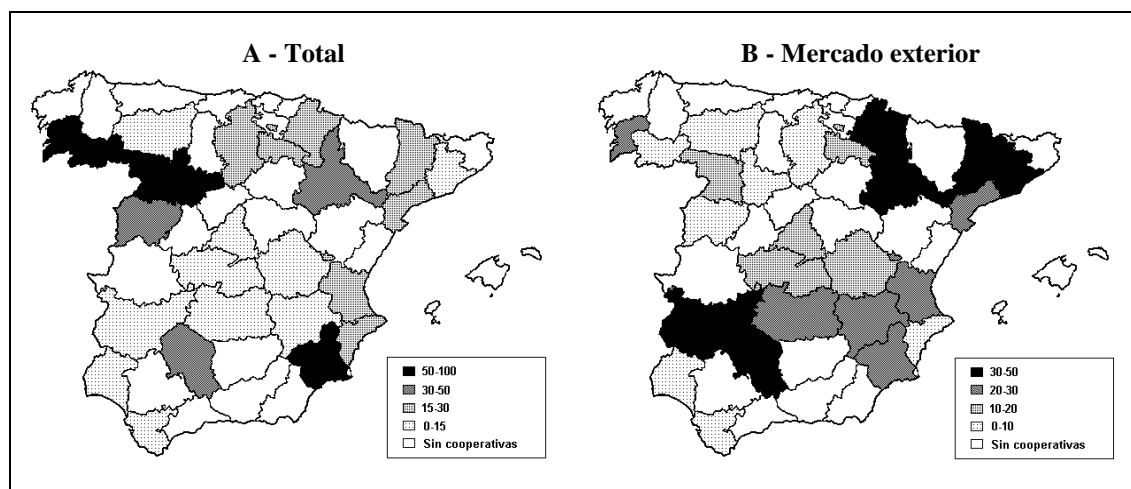 A - Total
50-100
30-50
15-30
0-15
Sin cooperativas
B - Mercado exterior
30-50
20-30
10-20
0-10
Sin cooperativas